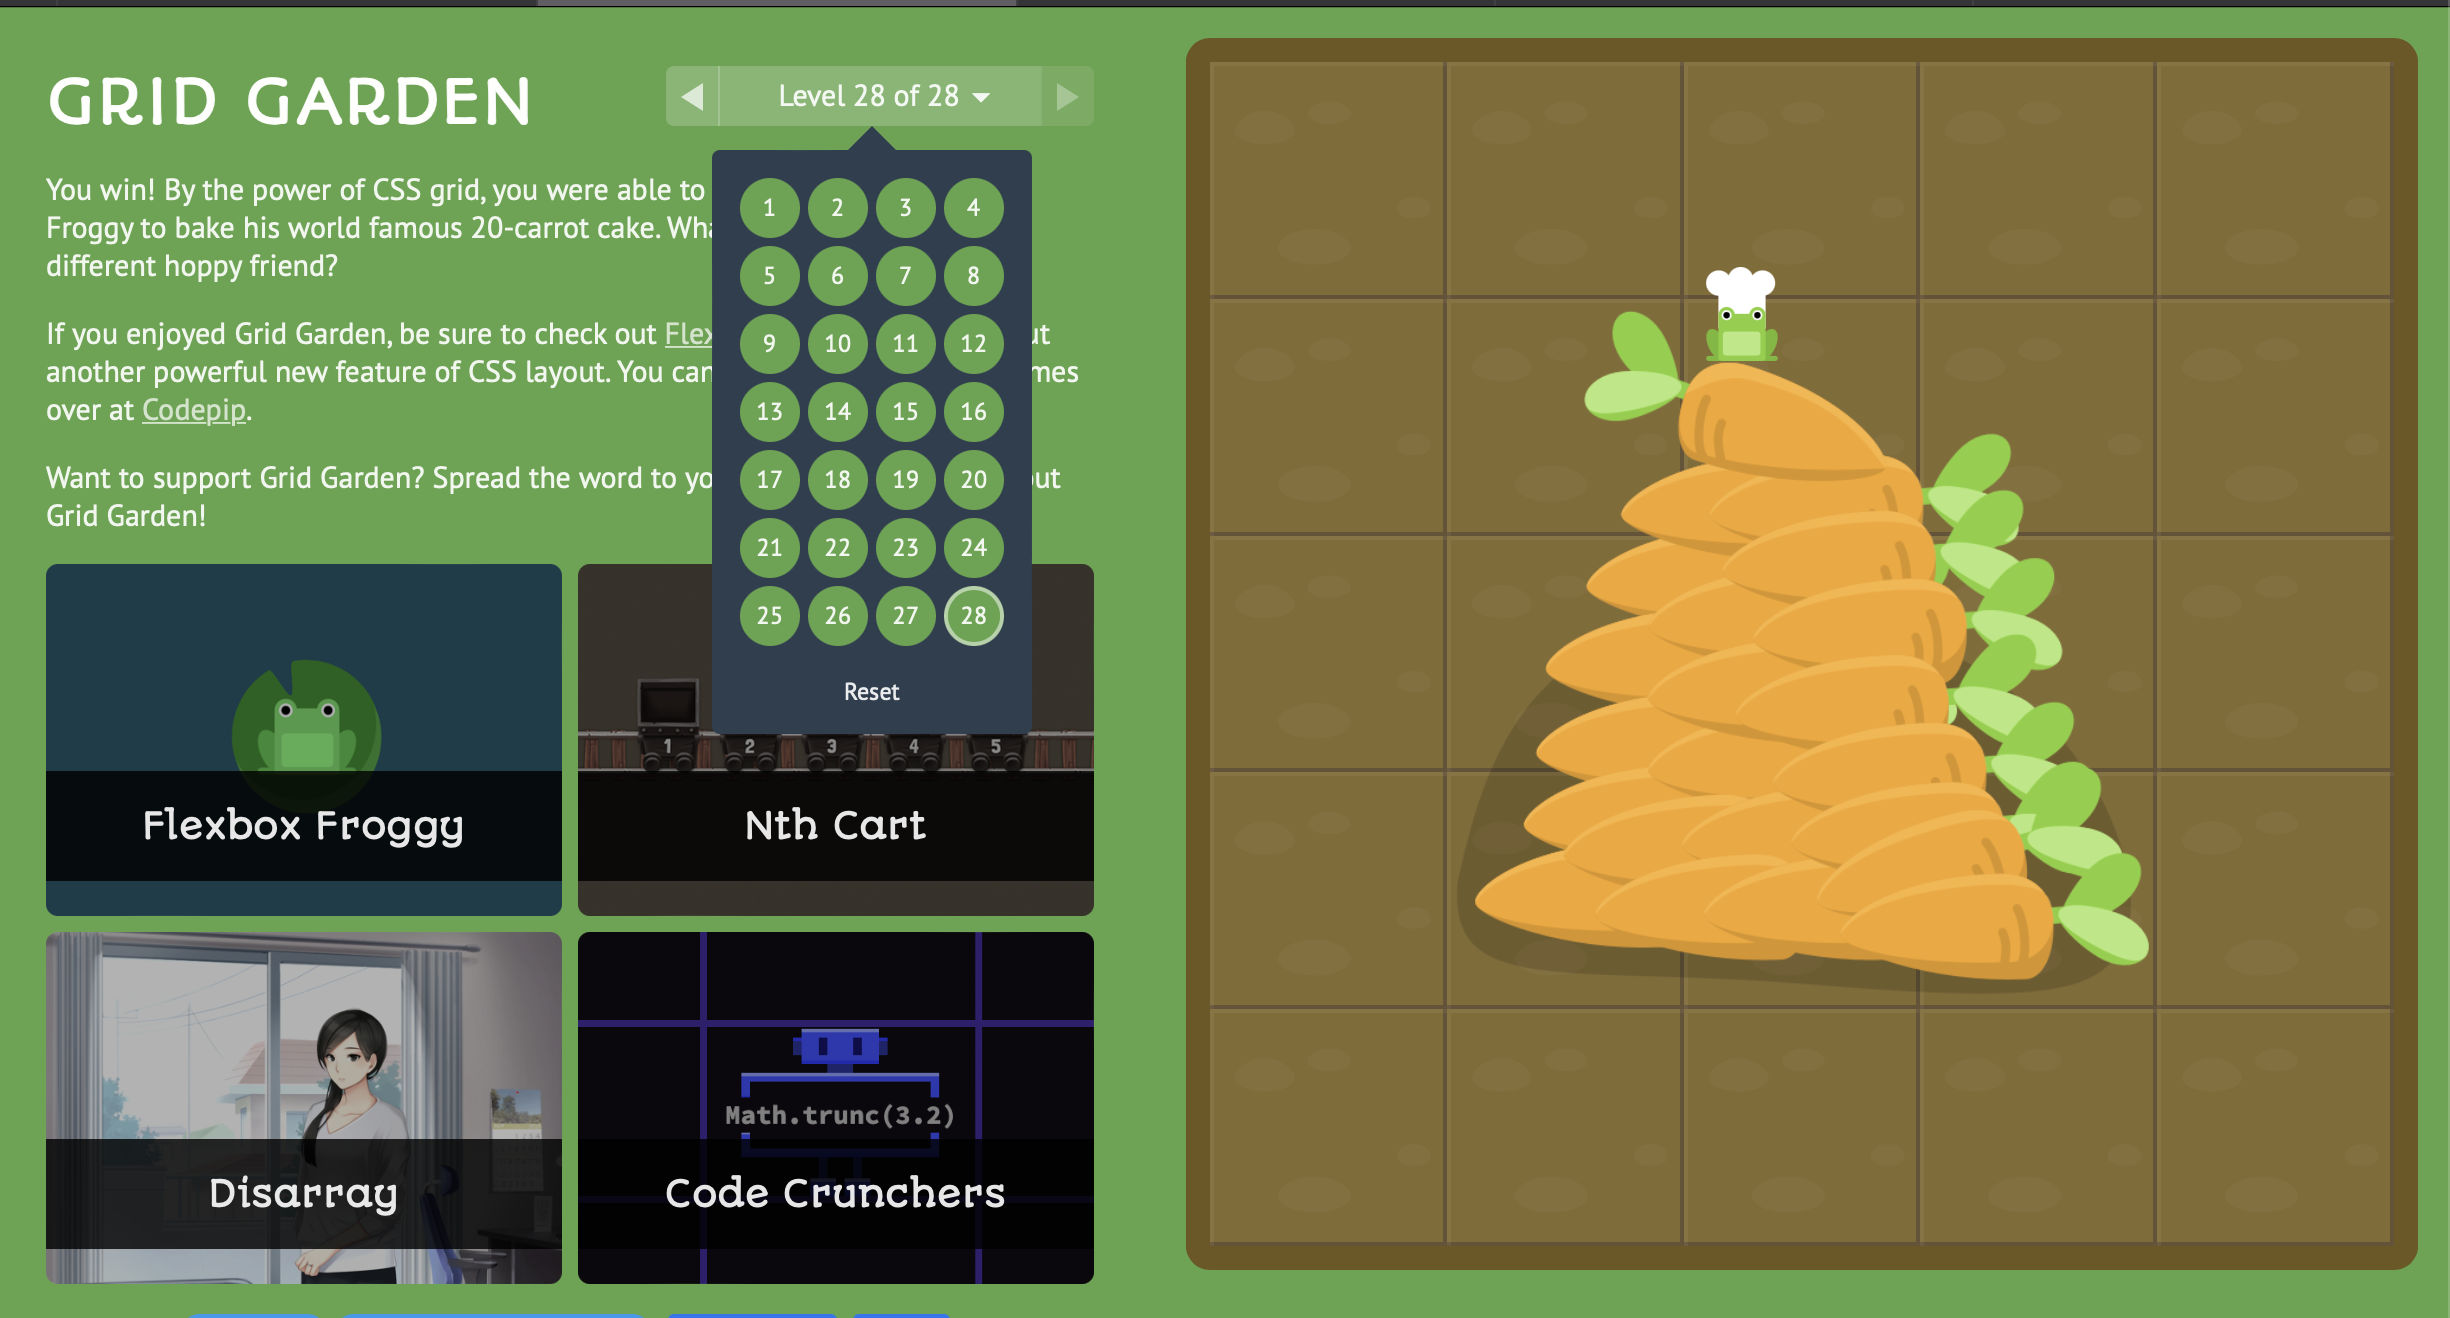 GRID GARDEN
Level 28 of 28
You win! By the power of CSS grid, you were able to
Froggy to bake his world famous 20-carrot cake.
different hoppy friend?
If you enjoyed Grid Garden, be sure to check out
another powerful new feature of CSS layout. You can
over at Codepip.
Want to support Grid Garden? Spread the word to
Grid Garden!
1 2 3 4
5 6 7 8
9 10 11 12
13 14 15 16
17 18 19 20
21 22 23 24
25 26 27 28
Reset
Flexbox Froggy
1 2 3 4 5
Nth Cart
Disarray
Math.trunc(3.2)
Code Crunchers